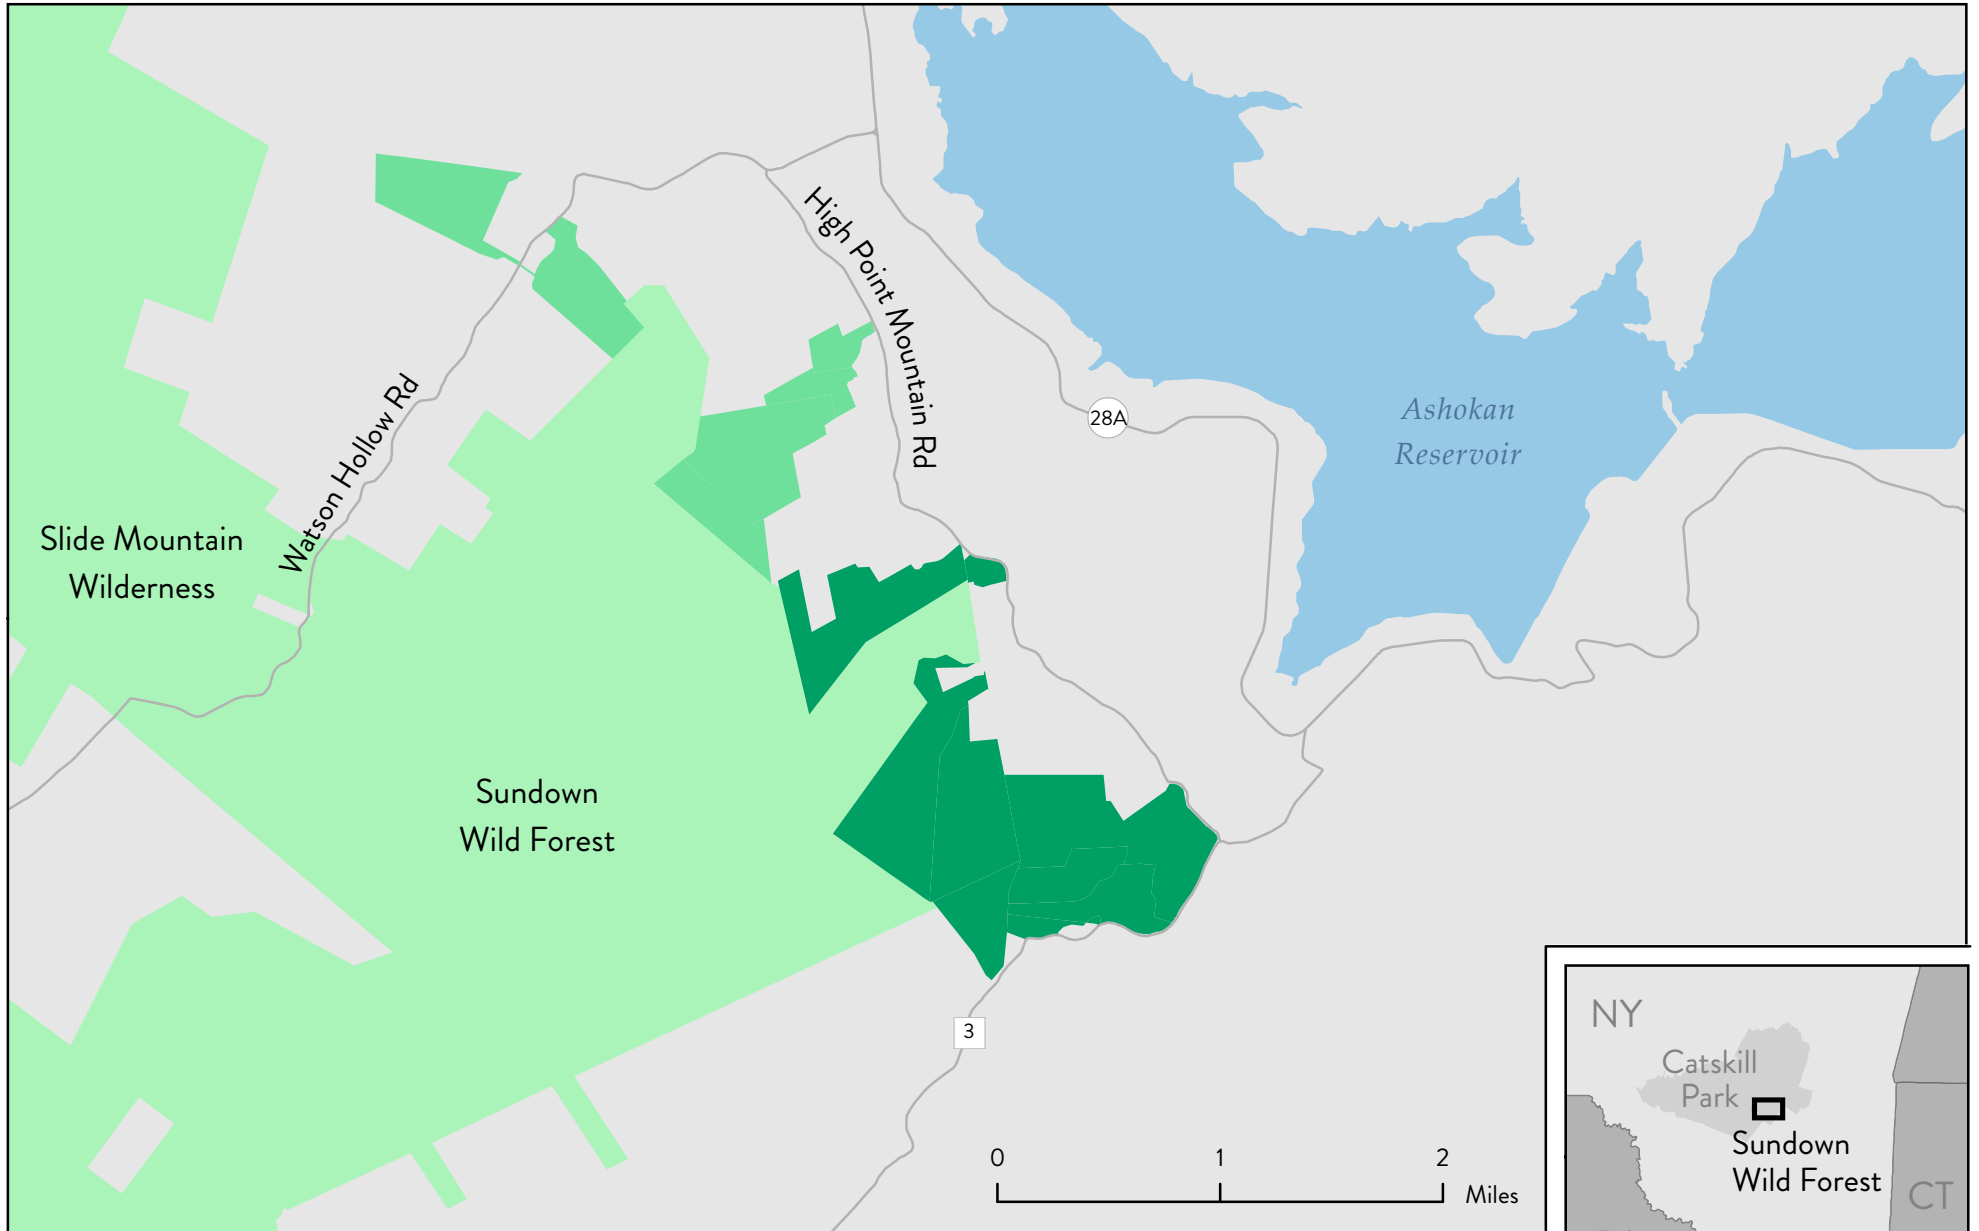 High Point Mountain Rd
Watson Hollow Rd
28A
Ashokan
Reservoir
Slide Mountain
Wilderness
Sundown
Wild Forest
3
0 1 2
Miles
NY
Catskill
Park
Sundown
Wild Forest
CT